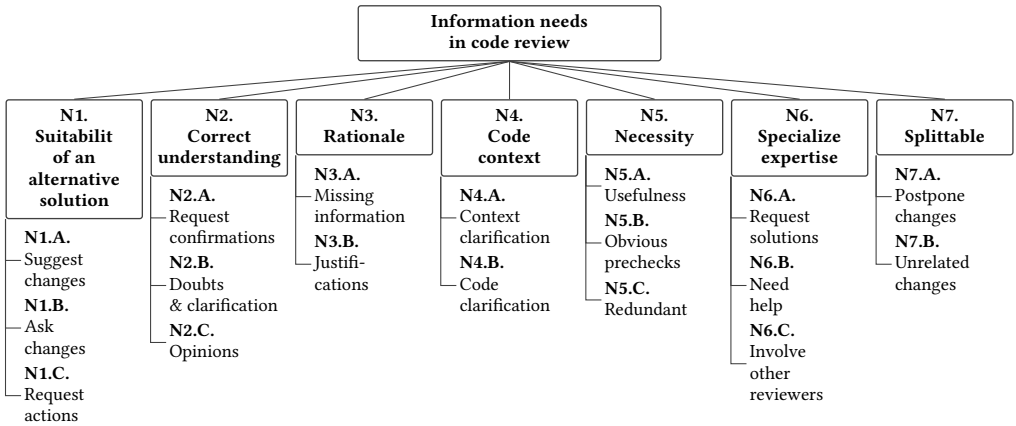 Information needs
in code review
N1.
Suitabilit
of an
alternative
solution
N1.A.
Suggest
changes
N1.B.
Ask
changes
N1.C.
Request
actions
N2.
Correct
understanding
N2.A.
Request
confirmations
N2.B.
Doubts
& clarification
N2.C.
Opinions
N3.
Rationale
N3.A.
Missing
information
N3.B.
Justifi-
cations
N4.
Code
context
N4.A.
Context
clarification
N4.B.
Code
clarification
N5.
Necessity
N5.A.
Usefulness
N5.B.
Obvious
prechecks
N5.C.
Redundant
N6.
Specialize
expertise
N6.A.
Request
solutions
N6.B.
Need
help
N6.C.
Involve
other
reviewers
N7.
Splittable
N7.A.
Postpone
changes
N7.B.
Unrelated
changes